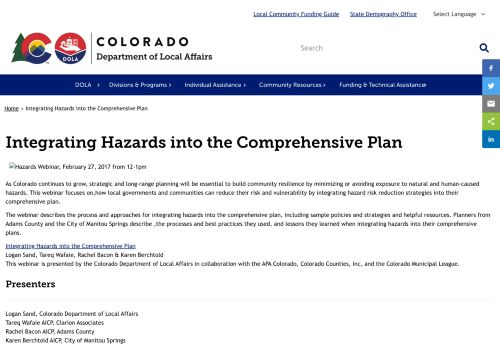 Local Community Funding Guide State Demography Office Select Language
COLORADO
Department of Local Affairs
DOLA
Search
DOLA Divisions & Programs Individual Assistance Community Resources Funding & Technical Assistance
Home › Integrating Hazards into the Comprehensive Plan
Integrating Hazards into the Comprehensive Plan
Hazards Webinar, February 27, 2017 from 12-1pm
As Colorado continues to grow, strategic and long-range planning will be essential to build community resilience by minimizing or avoiding exposure to natural and human-caused
hazards. This webinar focuses on,how local governments and communities can reduce their risk and vulnerability by integrating hazard risk reduction strategies into their
comprehensive plan.
The webinar describes the process and approaches for integrating hazards into the comprehensive plan, including sample policies and strategies and helpful resources. Planners from
Adams County and the City of Manitou Springs describe ,the processes and best practices they used, and lessons they learned when integrating hazards into their comprehensive
plans.
Integrating Hazards into the Comprehensive Plan
Logan Sand, Tareq Wafaie, Rachel Bacon & Karen Berchtold
This webinar is presented by the Colorado Department of Local Affairs in collaboration with the APA Colorado, Colorado Counties, Inc, and the Colorado Municipal League.
Presenters
Logan Sand, Colorado Department of Local Affairs
Tareq Wafaie AICP, Clarion Associates
Rachel Bacon AICP, Adams County
Karen Berchtold AICP, City of Manitou Springs